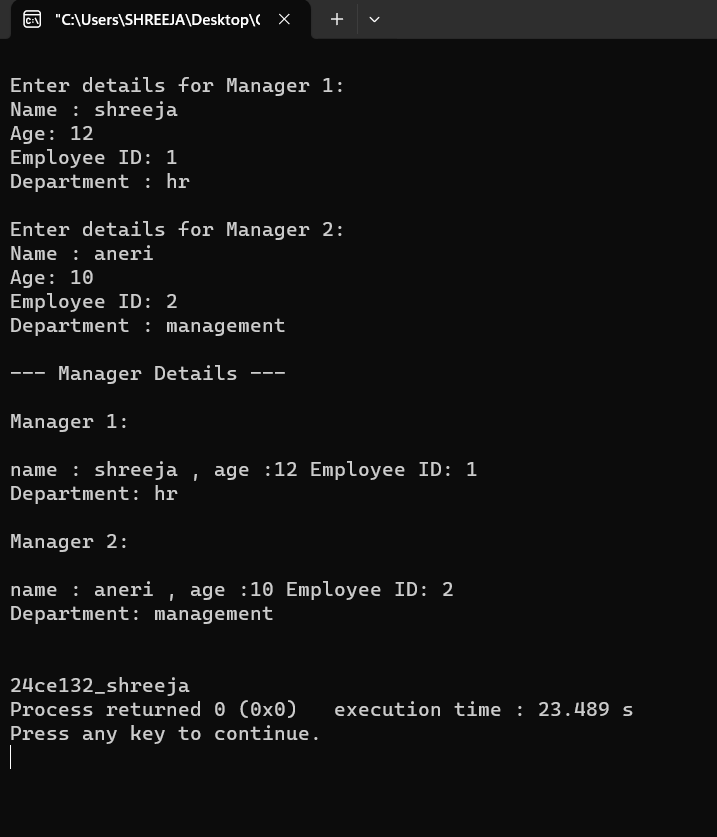 "C:\Users\SHREEJA\Desktop\C
Enter details for Manager 1:
Name : shreeja
Age: 12
Employee ID: 1
Department : hr
Enter details for Manager 2:
Name : aneri
Age: 10
Employee ID: 2
Department : management
--- Manager Details ---
Manager 1:
name : shreeja , age :12 Employee ID: 1
Department: hr
Manager 2:
name : aneri , age :10 Employee ID: 2
Department: management
24ce132_shreeja
Process returned 0 (0x0)   execution time : 23.489 s
Press any key to continue.